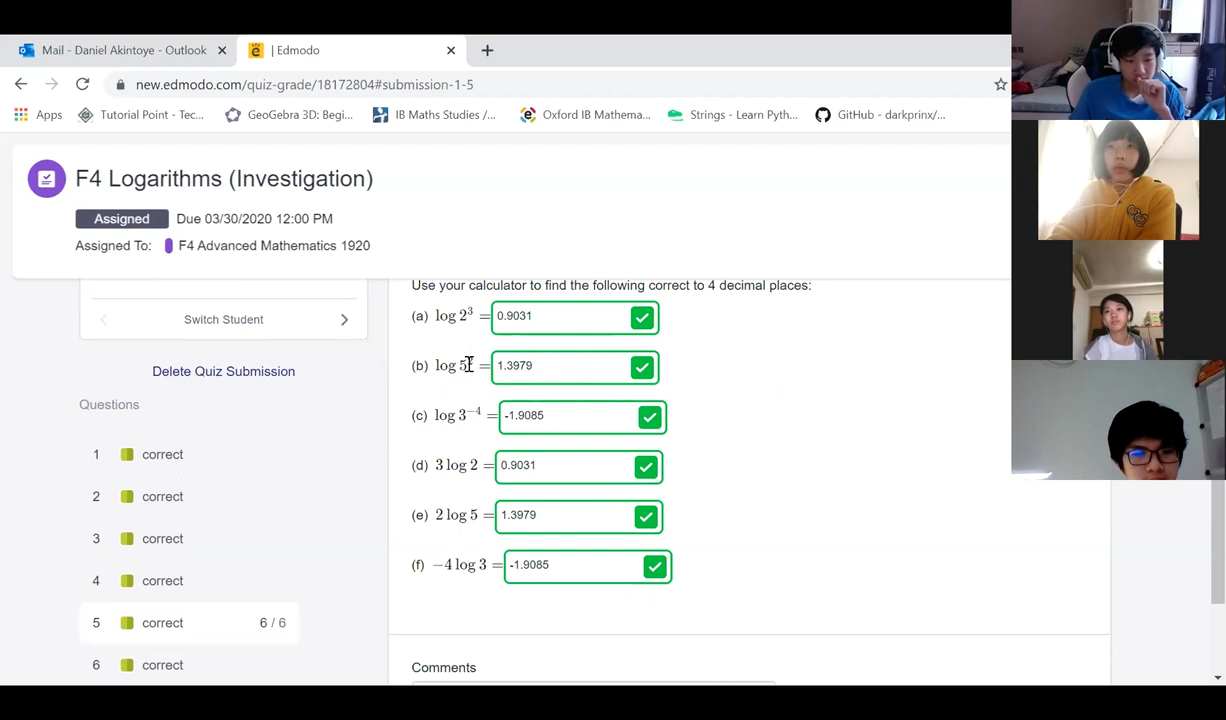 Mail - Daniel Akintoye - Outlook
| Edmodo
new.edmodo.com/quiz-grade/18172804#submission-1-5
Apps Tutorial Point - Tec... GeoGebra 3D: Begi... IB Maths Studies /... Oxford IB Mathema... Strings - Learn Pyth... GitHub - darkprinx/...
F4 Logarithms (Investigation)
Assigned Due 03/30/2020 12:00 PM
Assigned To: F4 Advanced Mathematics 1920
Switch Student
Delete Quiz Submission
Questions
1 correct
2 correct
3 correct
4 correct
5 correct 6 / 6
6 correct
Use your calculator to find the following correct to 4 decimal places:
(a) log 2³ = 0.9031
(b) log 5 = 1.3979
(c) log 3⁻⁴ = -1.9085
(d) 3 log 2 = 0.9031
(e) 2 log 5 = 1.3979
(f) −4 log 3 = -1.9085
Comments